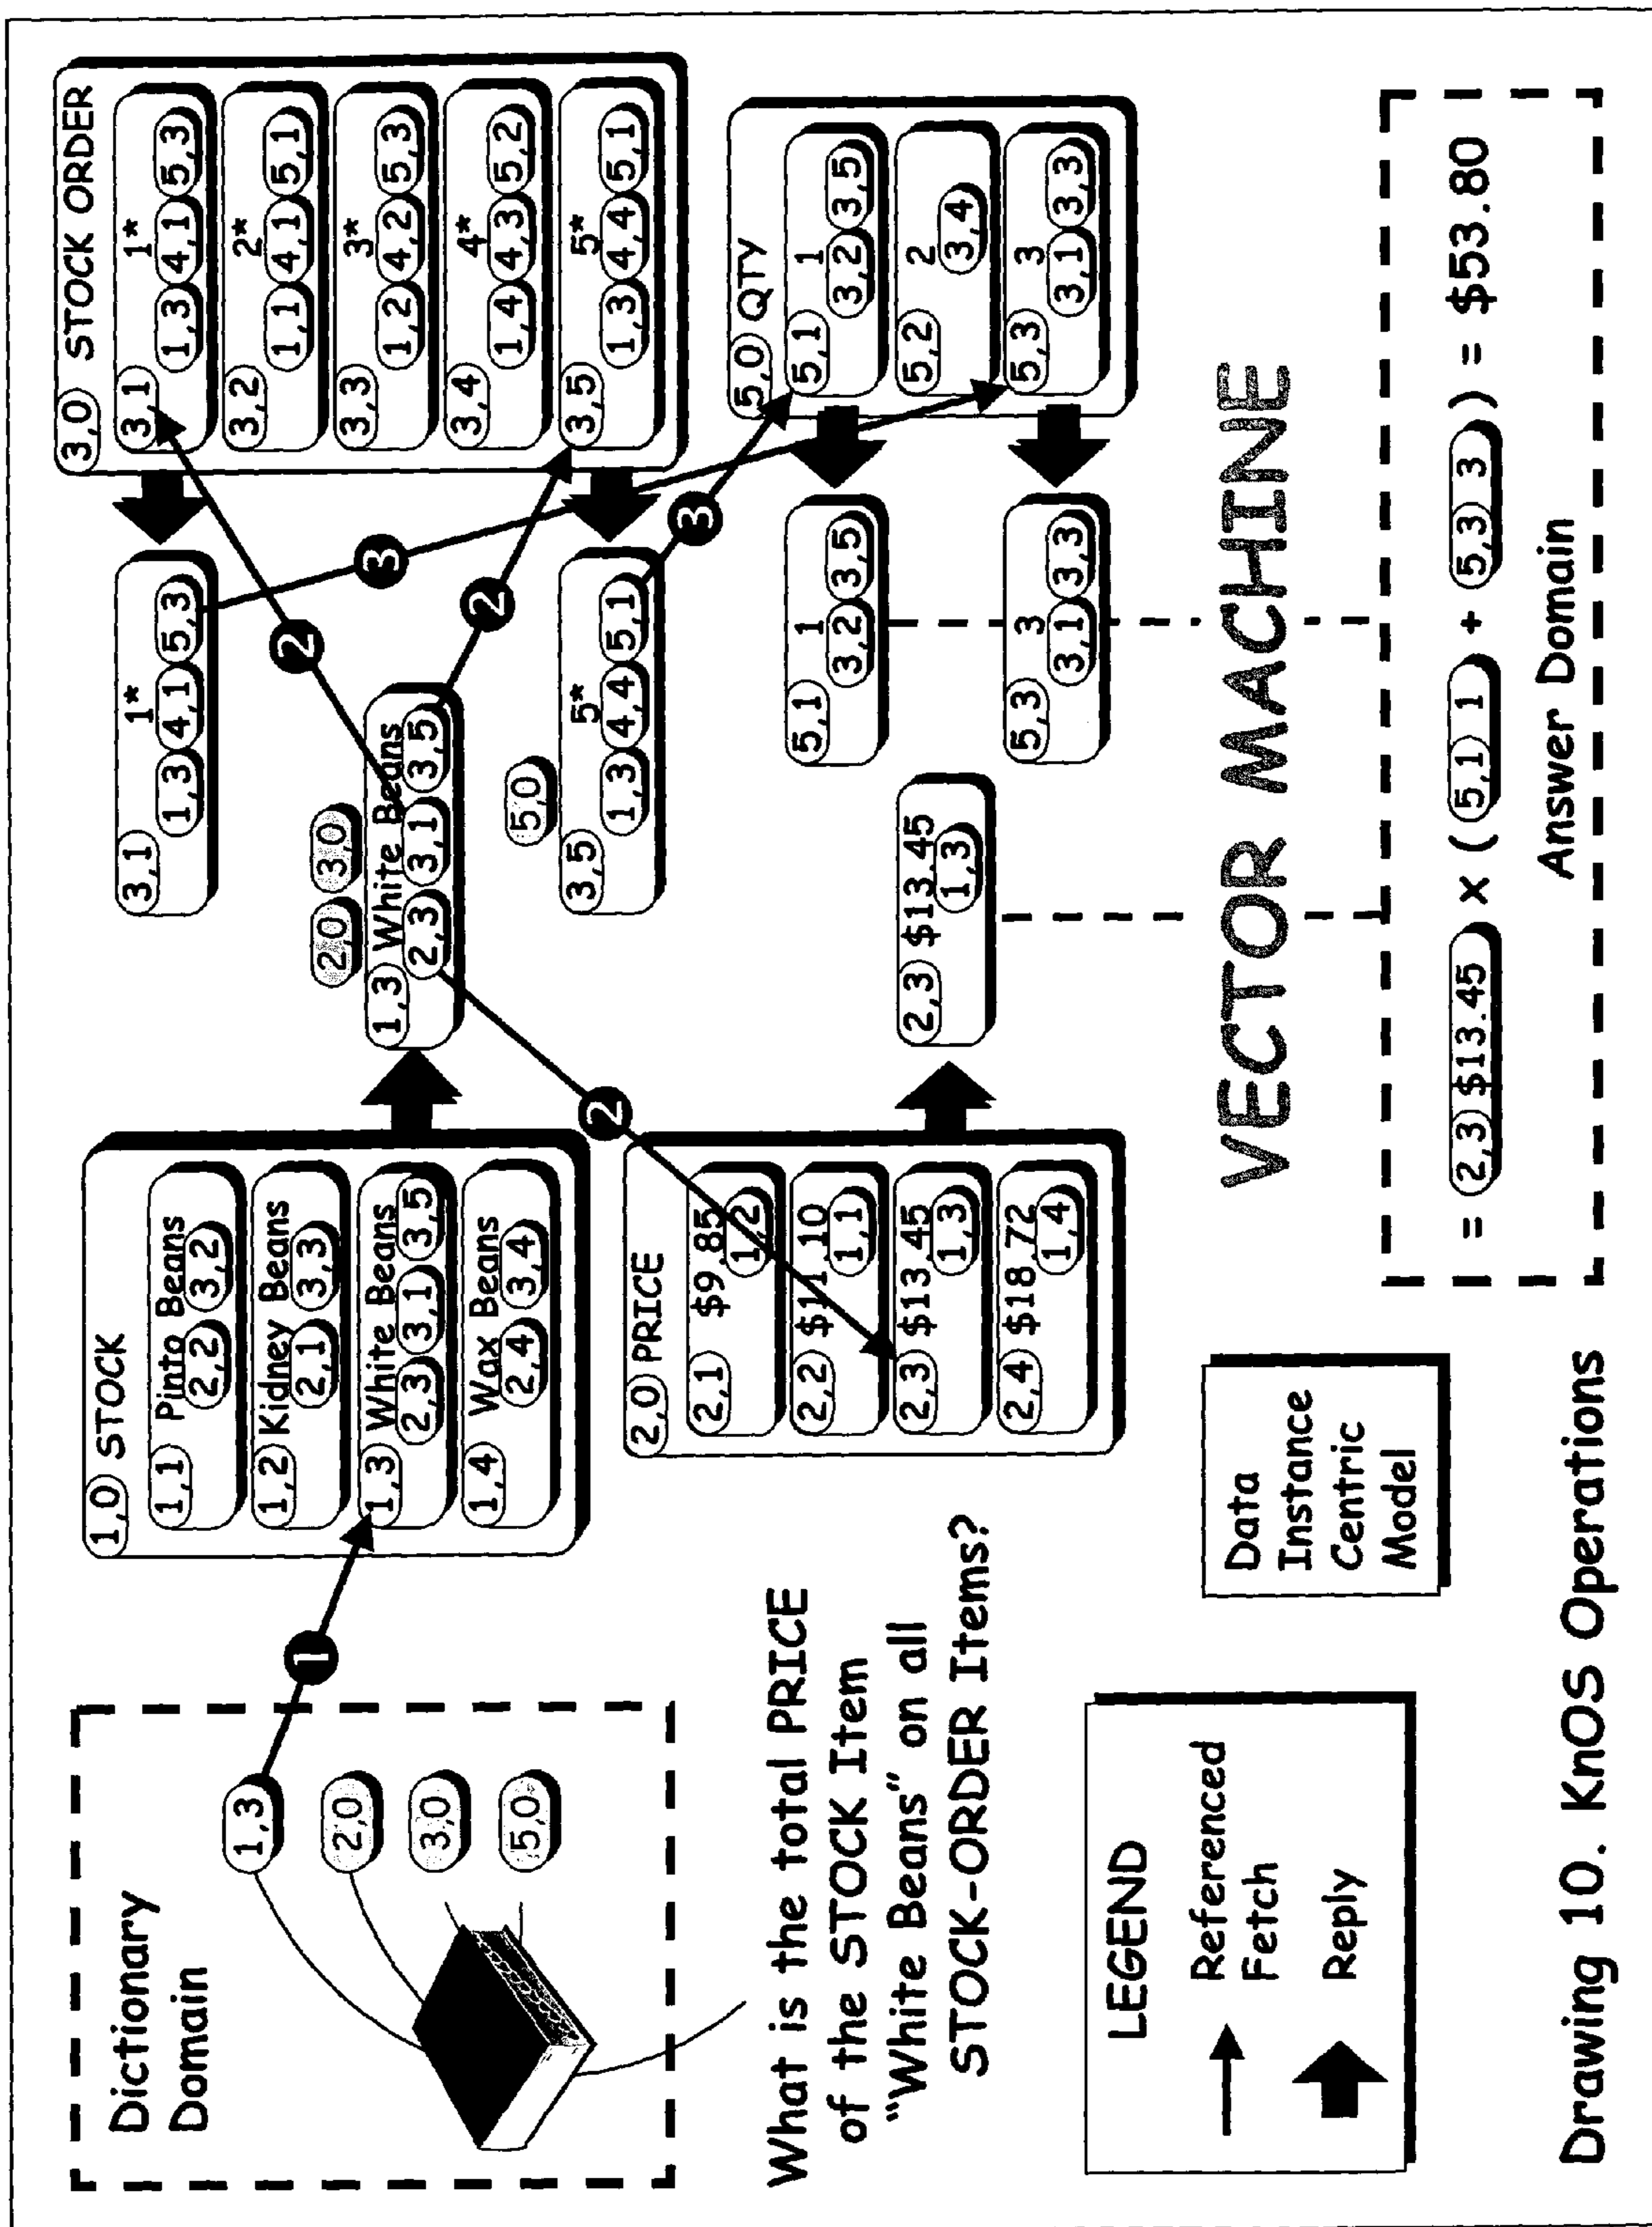 Dictionary
Domain
1,3
2,0
3,0
5,0
What is the total PRICE
of the STOCK Item
"White Beans" on all
STOCK-ORDER Items?
LEGEND
Referenced
Fetch
Reply
Data
Instance
Centric
Model
1
1,0 STOCK
1,1 Pinto Beans
2,2 3,2
1,2 Kidney Beans
2,1 3,3
1,3 White Beans
2,3 3,1 3,5
1,4 Wax Beans
2,4 3,4
2,0 PRICE
2,1 $9.85
1,2
2,2 $11.10
1,1
2,3 $13.45
1,3
2,4 $18.72
1,4
2
2,0 3,0
1,3 White Beans
2,3 3,1 3,5
2
2
3,1 1*
1,3 4,1 5,3
5,0
3,5 5*
1,3 4,4 5,1
3
3
2,3 $13.45
1,3
5,1 1
3,2 3,5
5,3 3
3,1 3,3
3,0 STOCK ORDER
3,1 1*
1,3 4,1 5,3
3,2 2*
1,1 4,1 5,1
3,3 3*
1,2 4,2 5,3
3,4 4*
1,4 4,3 5,2
3,5 5*
1,3 4,4 5,1
5,0 QTY
5,1 1
3,2 3,5
5,2 2
3,4
5,3 3
3,1 3,3
VECTOR MACHINE
= 2,3 $13.45 x ( 5,1 1 + 5,3 3 ) = $53.80
Answer Domain
Drawing 10. KnOS Operations